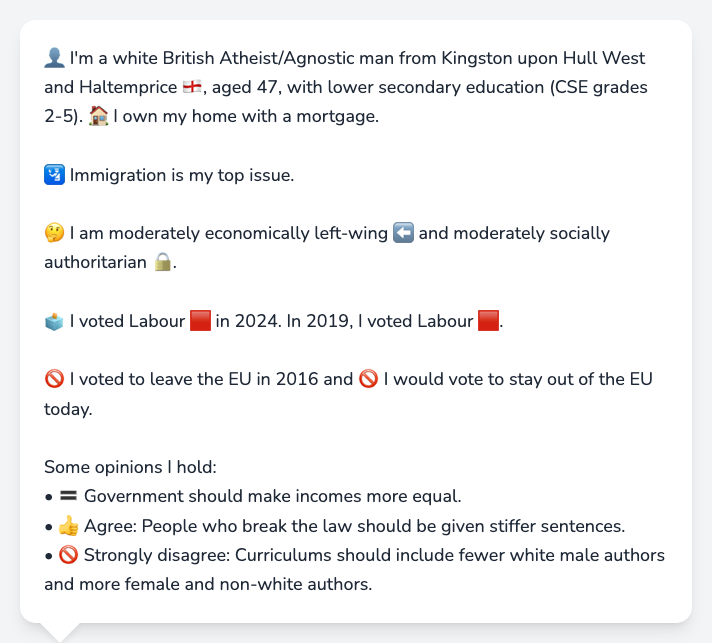 👤 I'm a white British Atheist/Agnostic man from Kingston upon Hull West
and Haltemprice 🏴󠁧󠁢󠁥󠁮󠁧󠁿, aged 47, with lower secondary education (CSE grades
2-5). 🏠 I own my home with a mortgage.
🛂 Immigration is my top issue.
🤔 I am moderately economically left-wing ⬅️ and moderately socially
authoritarian 🔒.
🗳️ I voted Labour 🟥 in 2024. In 2019, I voted Labour 🟥.
🚫 I voted to leave the EU in 2016 and 🚫 I would vote to stay out of the EU
today.
Some opinions I hold:
• 🟰 Government should make incomes more equal.
• 👍 Agree: People who break the law should be given stiffer sentences.
• 🚫 Strongly disagree: Curriculums should include fewer white male authors
and more female and non-white authors.